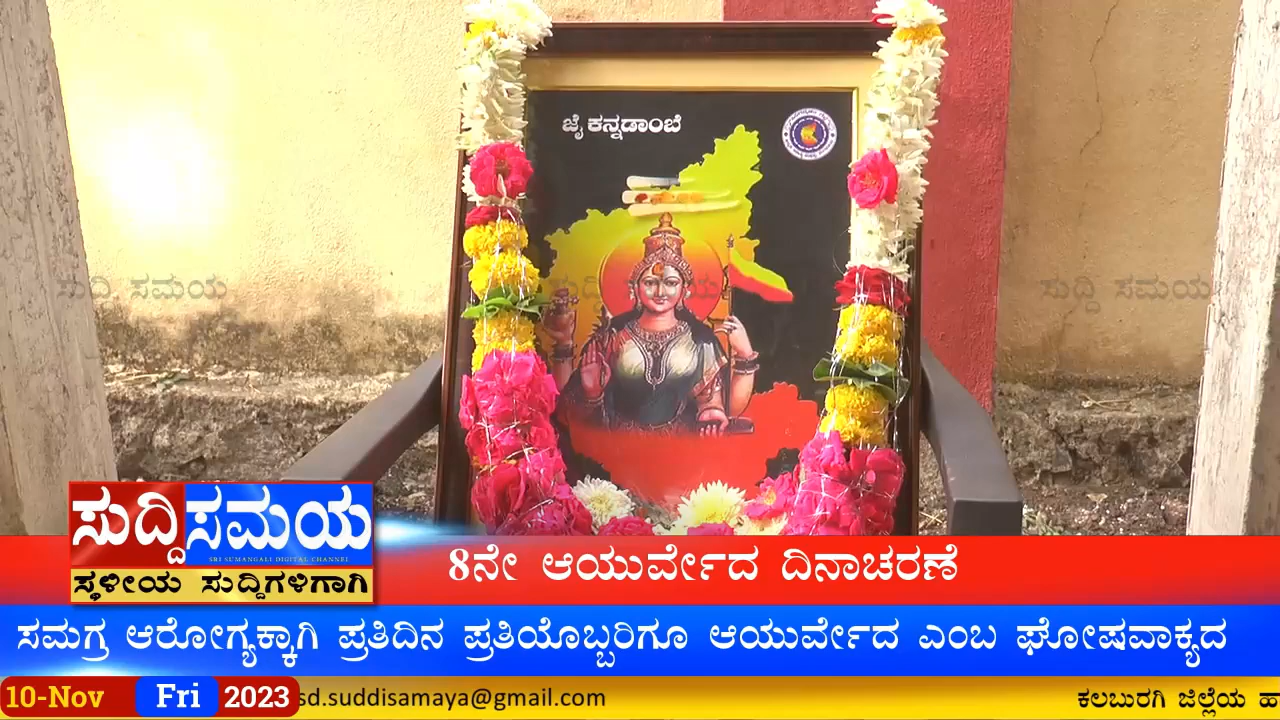 ಜೈ ಕನ್ನಡಾಂಬೆ
ಸುದ್ದಿ ಸಮಯ
ಸುದ್ದಿ ಸಮಯ
ಸುದ್ದಿ ಸಮಯ
ಸುದ್ದಿ ಸಮಯ
SRI SUMANGALI DIGITAL CHANNEL
ಸ್ಥಳೀಯ ಸುದ್ದಿಗಳಿಗಾಗಿ
8ನೇ ಆಯುರ್ವೇದ ದಿನಾಚರಣೆ
ಸಮಗ್ರ ಆರೋಗ್ಯಕ್ಕಾಗಿ ಪ್ರತಿದಿನ ಪ್ರತಿಯೊಬ್ಬರಿಗೂ ಆಯುರ್ವೇದ ಎಂಬ ಘೋಷವಾಕ್ಯದ
10-Nov Fri 2023 sd.suddisamaya@gmail.com ಕಲಬುರಗಿ ಜಿಲ್ಲೆಯ